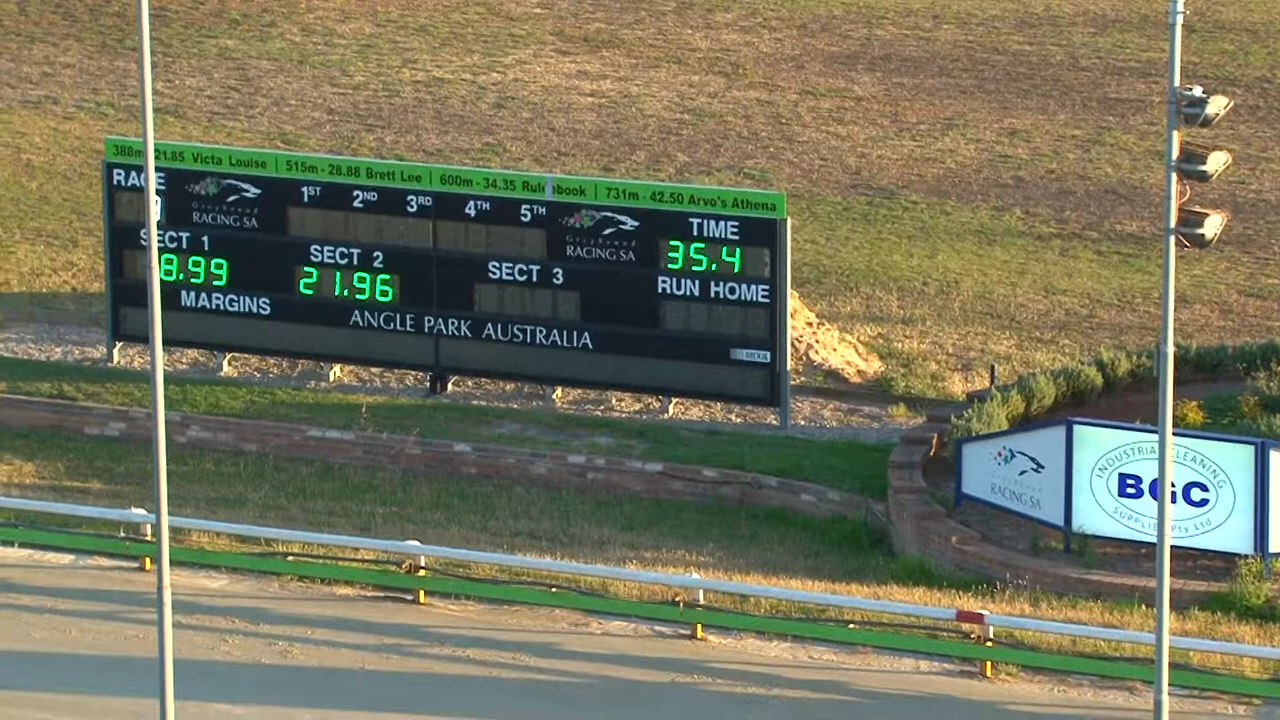 388m 21.85 Victa Louise | 515m - 28.88 Brett Lee | 600m - 34.35 Rulebook | 731m - 42.50 Arvo's Athena
RACE
Greyhound
RACING SA
1ST 2ND 3RD 4TH 5TH
Greyhound
RACING SA
TIME
35.4
SECT 1
8.99
SECT 2
21.96
SECT 3
RUN HOME
MARGINS
ANGLE PARK AUSTRALIA
Greyhound
RACING SA
INDUSTRIAL CLEANING
BGC
SUPPLIES Pty Ltd